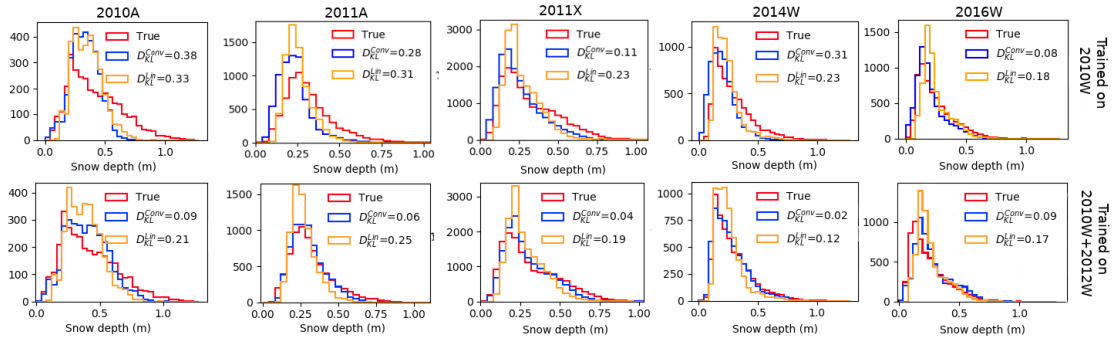 2010A
2011A
2011X
2014W
2016W
400
300
200
100
0
True
D_KL^Conv=0.38
D_KL^Lin=0.33
0.0
0.5
1.0
Snow depth (m)
1500
1000
500
0
True
D_KL^Conv=0.28
D_KL^Lin=0.31
0.00
0.25
0.50
0.75
1.00
Snow depth (m)
3000
2000
1000
0
True
D_KL^Conv=0.11
D_KL^Lin=0.23
0.00
0.25
0.50
0.75
1.00
Snow depth (m)
1000
500
0
True
D_KL^Conv=0.31
D_KL^Lin=0.23
0.0
0.5
1.0
Snow depth (m)
1500
1000
500
0
True
D_KL^Conv=0.08
D_KL^Lin=0.18
0.0
0.5
1.0
Snow depth (m)
Trained on
2010W
400
300
200
100
0
True
D_KL^Conv=0.09
D_KL^Lin=0.21
0.0
0.5
1.0
Snow depth (m)
1500
1000
500
0
True
D_KL^Conv=0.06
D_KL^Lin=0.25
0.00
0.25
0.50
0.75
1.00
Snow depth (m)
3000
2000
1000
0
True
D_KL^Conv=0.04
D_KL^Lin=0.19
0.00
0.25
0.50
0.75
1.00
Snow depth (m)
1000
750
500
250
0
True
D_KL^Conv=0.02
D_KL^Lin=0.12
0.0
0.5
1.0
Snow depth (m)
1000
500
0
True
D_KL^Conv=0.09
D_KL^Lin=0.17
0.0
0.5
1.0
Snow depth (m)
Trained on
2010W+2012W